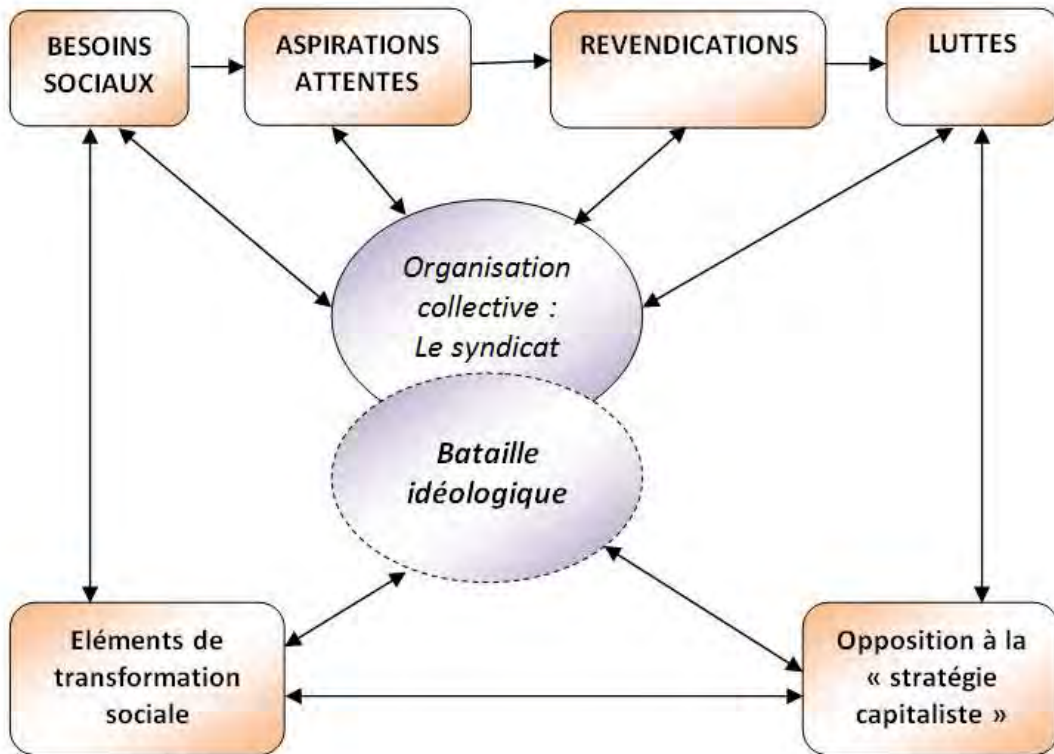 BESOINS
SOCIAUX
ASPIRATIONS
ATTENTES
REVENDICATIONS
LUTTES
Organisation
collective :
Le syndicat
Bataille
idéologique
Eléments de
transformation
sociale
Opposition à la
« stratégie
capitaliste »